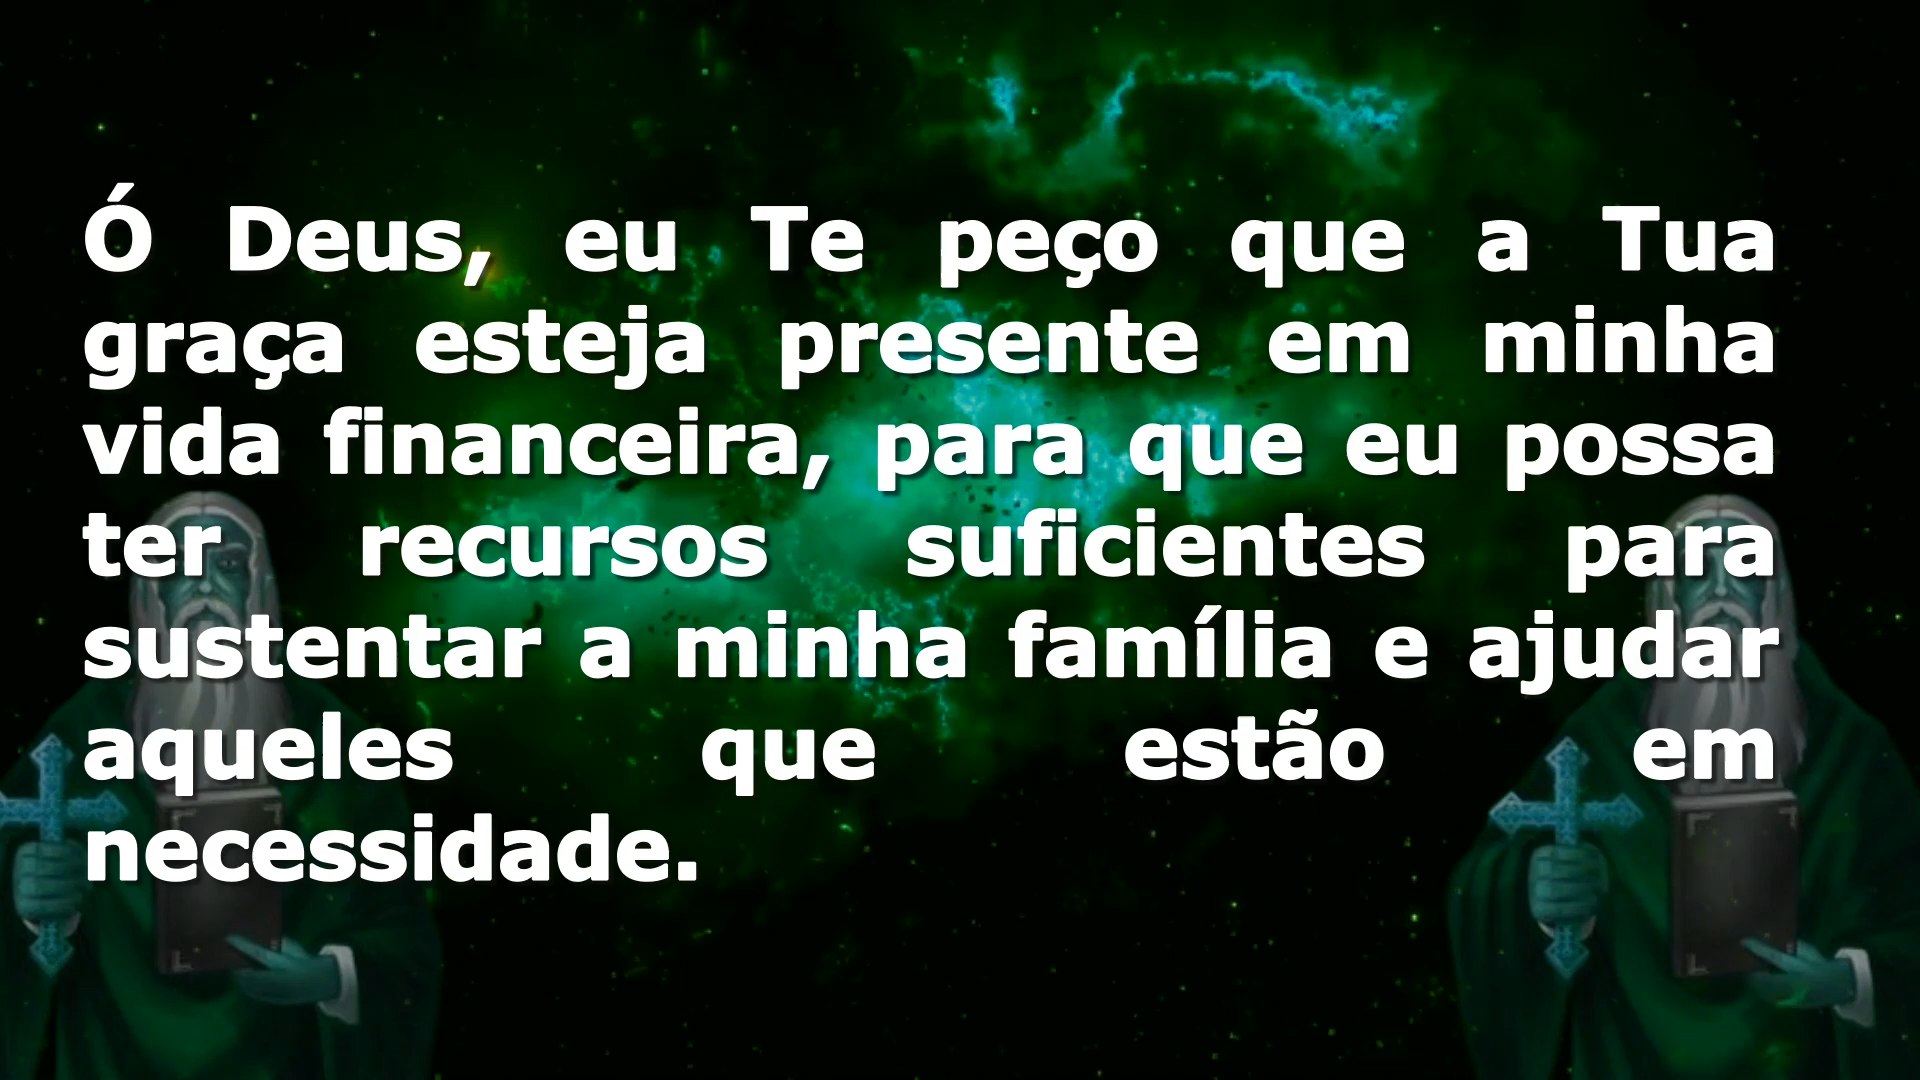 Ó Deus, eu Te peço que a Tua
graça esteja presente em minha
vida financeira, para que eu possa
ter recursos suficientes para
sustentar a minha família e ajudar
aqueles que estão em
necessidade.